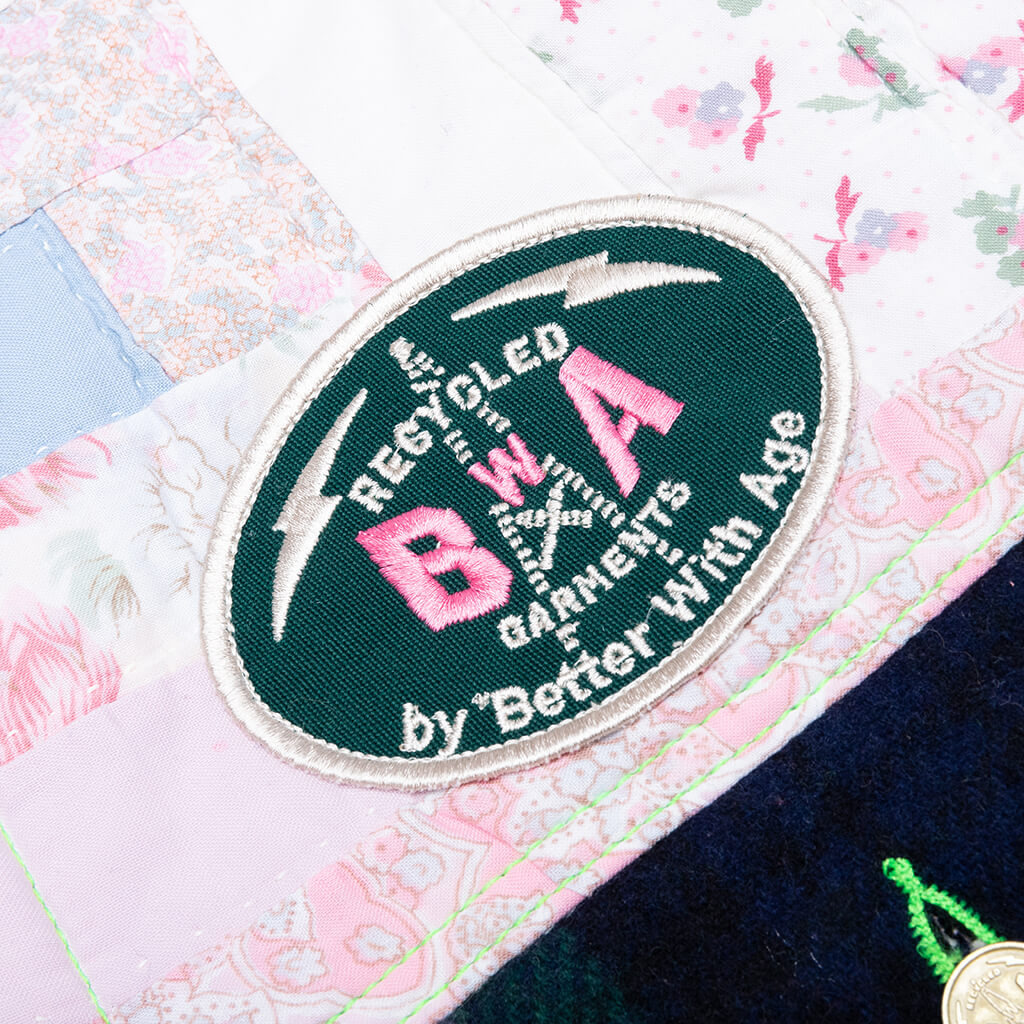 RECYCLED
BWA
GARMENTS
by "Better With Age